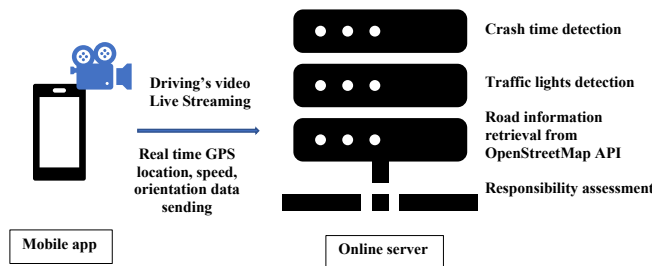 Driving's video
Live Streaming
Real time GPS
location, speed,
orientation data
sending
Mobile app
Crash time detection
Traffic lights detection
Road information
retrieval from
OpenStreetMap API
Responsibility assessment
Online server